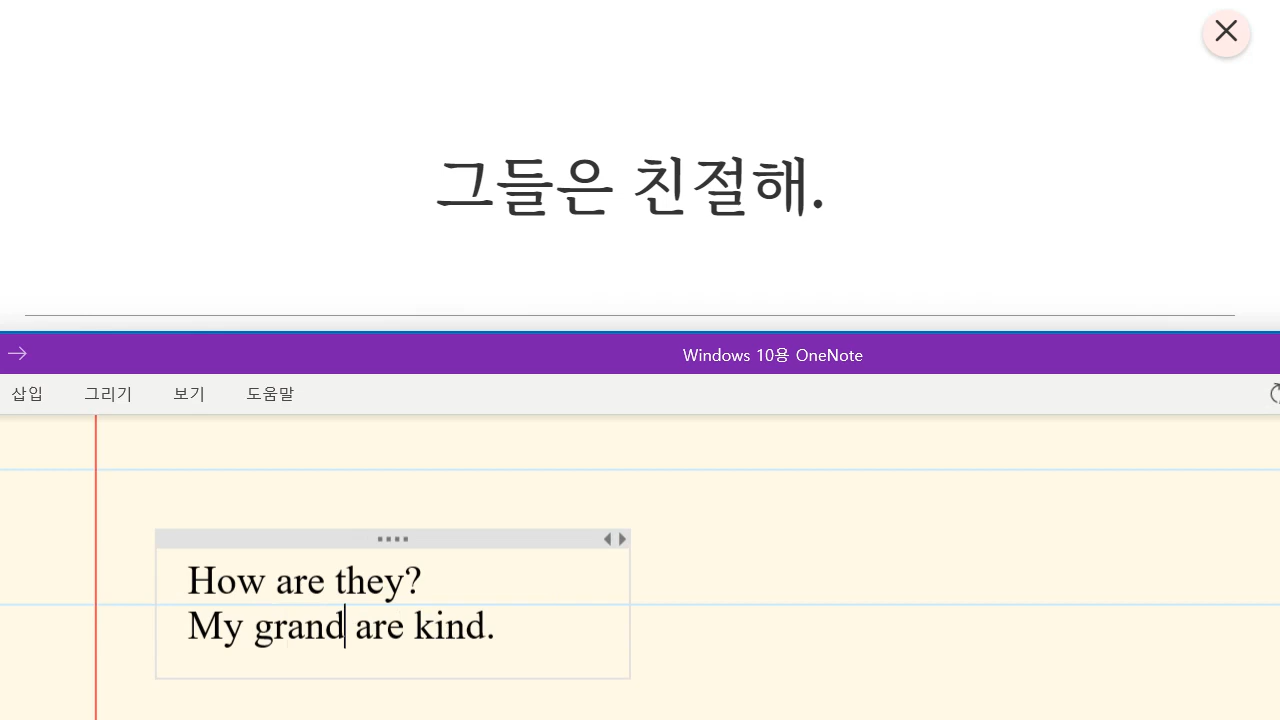 그들은 친절해.
Windows 10용 OneNote
삽입 그리기 보기 도움말
How are they?
My grand are kind.